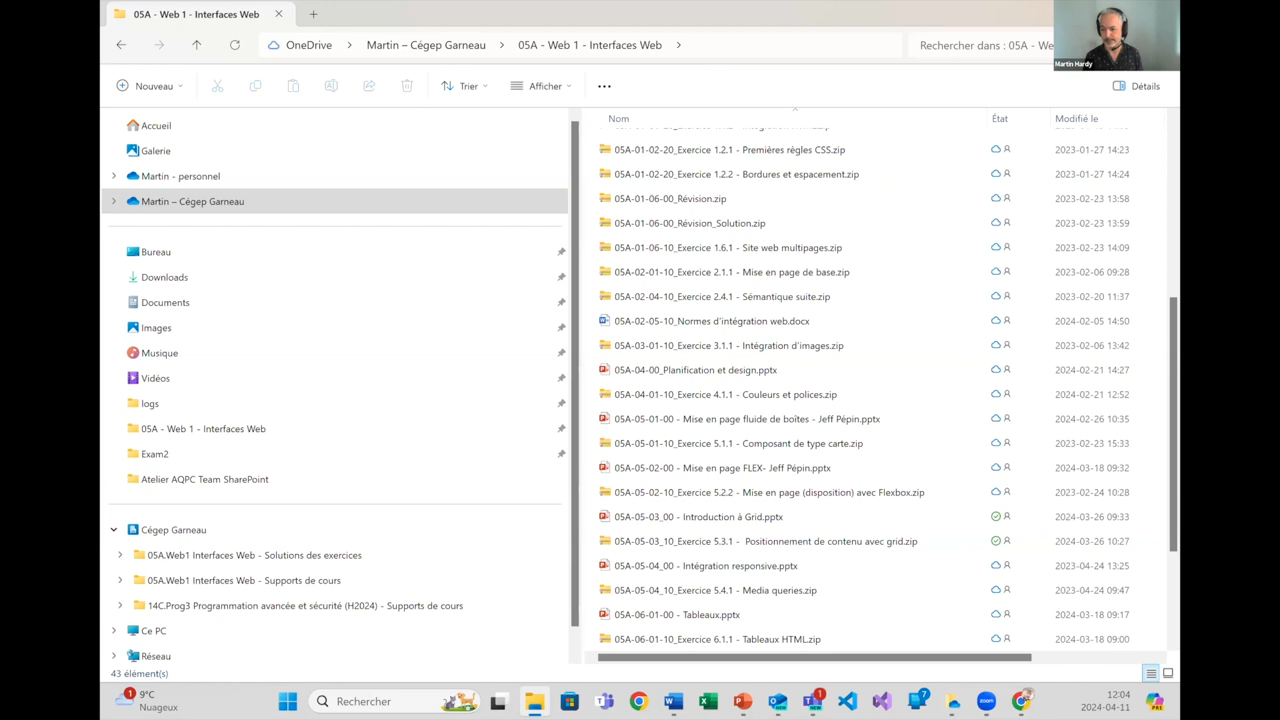 05A - Web 1 - Interfaces Web
OneDrive
Martin – Cégep Garneau
05A - Web 1 - Interfaces Web
Rechercher dans : 05A - We
Martin Hardy
Nouveau
Trier
Afficher
Détails
Accueil
Galerie
Martin - personnel
Martin – Cégep Garneau
Bureau
Downloads
Documents
Images
Musique
Vidéos
logs
05A - Web 1 - Interfaces Web
Exam2
Atelier AQPC Team SharePoint
Cégep Garneau
05A.Web1 Interfaces Web - Solutions des exercices
05A.Web1 Interfaces Web - Supports de cours
14C.Prog3 Programmation avancée et sécurité (H2024) - Supports de cours
Ce PC
Réseau
43 élément(s)
Nom État Modifié le
05A-01-02-20_Exercice 1.2.1 - Premières règles CSS.zip 2023-01-27 14:23
05A-01-02-20_Exercice 1.2.2 - Bordures et espacement.zip 2023-01-27 14:24
05A-01-06-00_Révision.zip 2023-02-23 13:58
05A-01-06-00_Révision_Solution.zip 2023-02-23 13:59
05A-01-06-10_Exercice 1.6.1 - Site web multipages.zip 2023-02-23 14:09
05A-02-01-10_Exercice 2.1.1 - Mise en page de base.zip 2023-02-06 09:28
05A-02-04-10_Exercice 2.4.1 - Sémantique suite.zip 2023-02-20 11:37
05A-02-05-10_Normes d'intégration web.docx 2024-02-05 14:50
05A-03-01-10_Exercice 3.1.1 - Intégration d'images.zip 2023-02-06 13:42
05A-04-00_Planification et design.pptx 2024-02-21 14:27
05A-04-01-10_Exercice 4.1.1 - Couleurs et polices.zip 2024-02-21 12:52
05A-05-01-00 - Mise en page fluide de boîtes - Jeff Pépin.pptx 2024-02-26 10:35
05A-05-01-10_Exercice 5.1.1 - Composant de type carte.zip 2023-02-23 15:33
05A-05-02-00 - Mise en page FLEX- Jeff Pépin.pptx 2024-03-18 09:32
05A-05-02-10_Exercice 5.2.2 - Mise en page (disposition) avec Flexbox.zip 2023-02-24 10:28
05A-05-03_00 - Introduction à Grid.pptx 2024-03-26 09:33
05A-05-03_10_Exercice 5.3.1 - Positionnement de contenu avec grid.zip 2024-03-26 10:27
05A-05-04_00 - Intégration responsive.pptx 2023-04-24 13:25
05A-05-04_10_Exercice 5.4.1 - Media queries.zip 2023-04-24 09:47
05A-06-01-00 - Tableaux.pptx 2024-03-18 09:17
05A-06-01-10_Exercice 6.1.1 - Tableaux HTML.zip 2024-03-18 09:00
1
9°C
Nuageux
Rechercher
1
7
zoom
12:04
2024-04-11